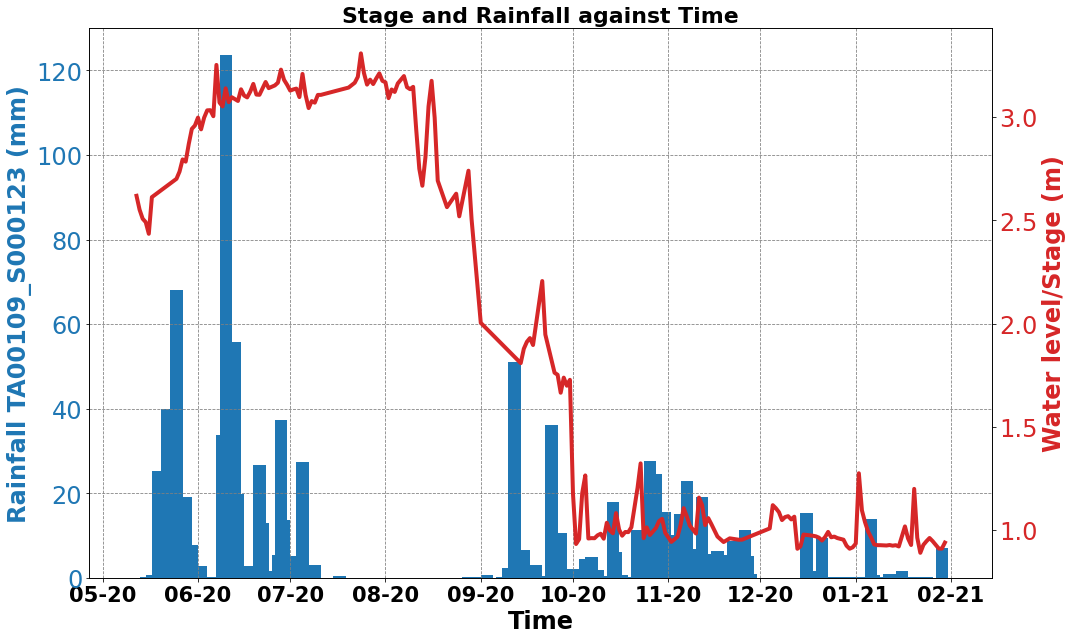 Stage and Rainfall against Time
Rainfall TA00109_S000123 (mm)
120
100
80
60
40
20
0
Water level/Stage (m)
3.0
2.5
2.0
1.5
1.0
05-20 06-20 07-20 08-20 09-20 10-20 11-20 12-20 01-21 02-21
Time